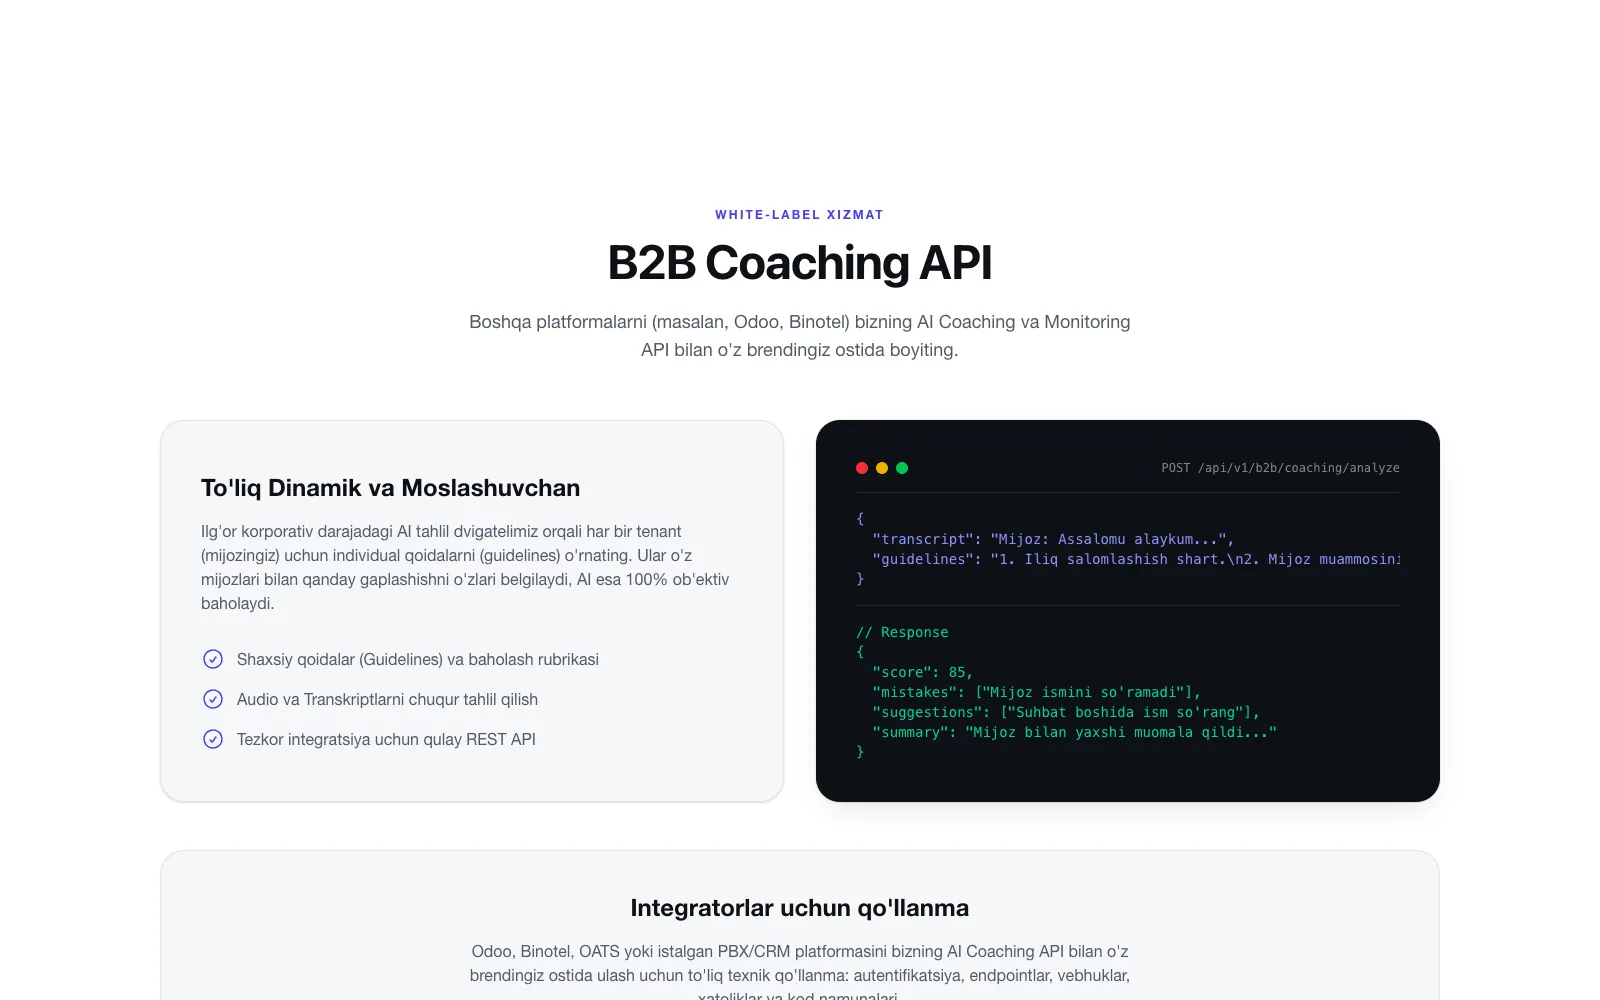 WHITE-LABEL XIZMAT
B2B Coaching API
Boshqa platformalarni (masalan, Odoo, Binotel) bizning AI Coaching va Monitoring
API bilan o'z brendingiz ostida boyiting.
To'liq Dinamik va Moslashuvchan
Ilg'or korporativ darajadagi AI tahlil dvigatelimiz orqali har bir tenant
(mijozingiz) uchun individual qoidalarni (guidelines) o'rnating. Ular o'z
mijozlari bilan qanday gaplashishni o'zlari belgilaydi, AI esa 100% ob'ektiv
baholaydi.
Shaxsiy qoidalar (Guidelines) va baholash rubrikasi
Audio va Transkriptlarni chuqur tahlil qilish
Tezkor integratsiya uchun qulay REST API
POST /api/v1/b2b/coaching/analyze
{
"transcript": "Mijoz: Assalomu alaykum...",
"guidelines": "1. Iliq salomlashish shart.\n2. Mijoz muammosini
}
// Response
{
"score": 85,
"mistakes": ["Mijoz ismini so'ramadi"],
"suggestions": ["Suhbat boshida ism so'rang"],
"summary": "Mijoz bilan yaxshi muomala qildi..."
}
Integratorlar uchun qo'llanma
Odoo, Binotel, OATS yoki istalgan PBX/CRM platformasini bizning AI Coaching API bilan o'z
brendingiz ostida ulash uchun to'liq texnik qo'llanma: autentifikatsiya, endpointlar, vebhuklar,
xatoliklar va kod namunalari.